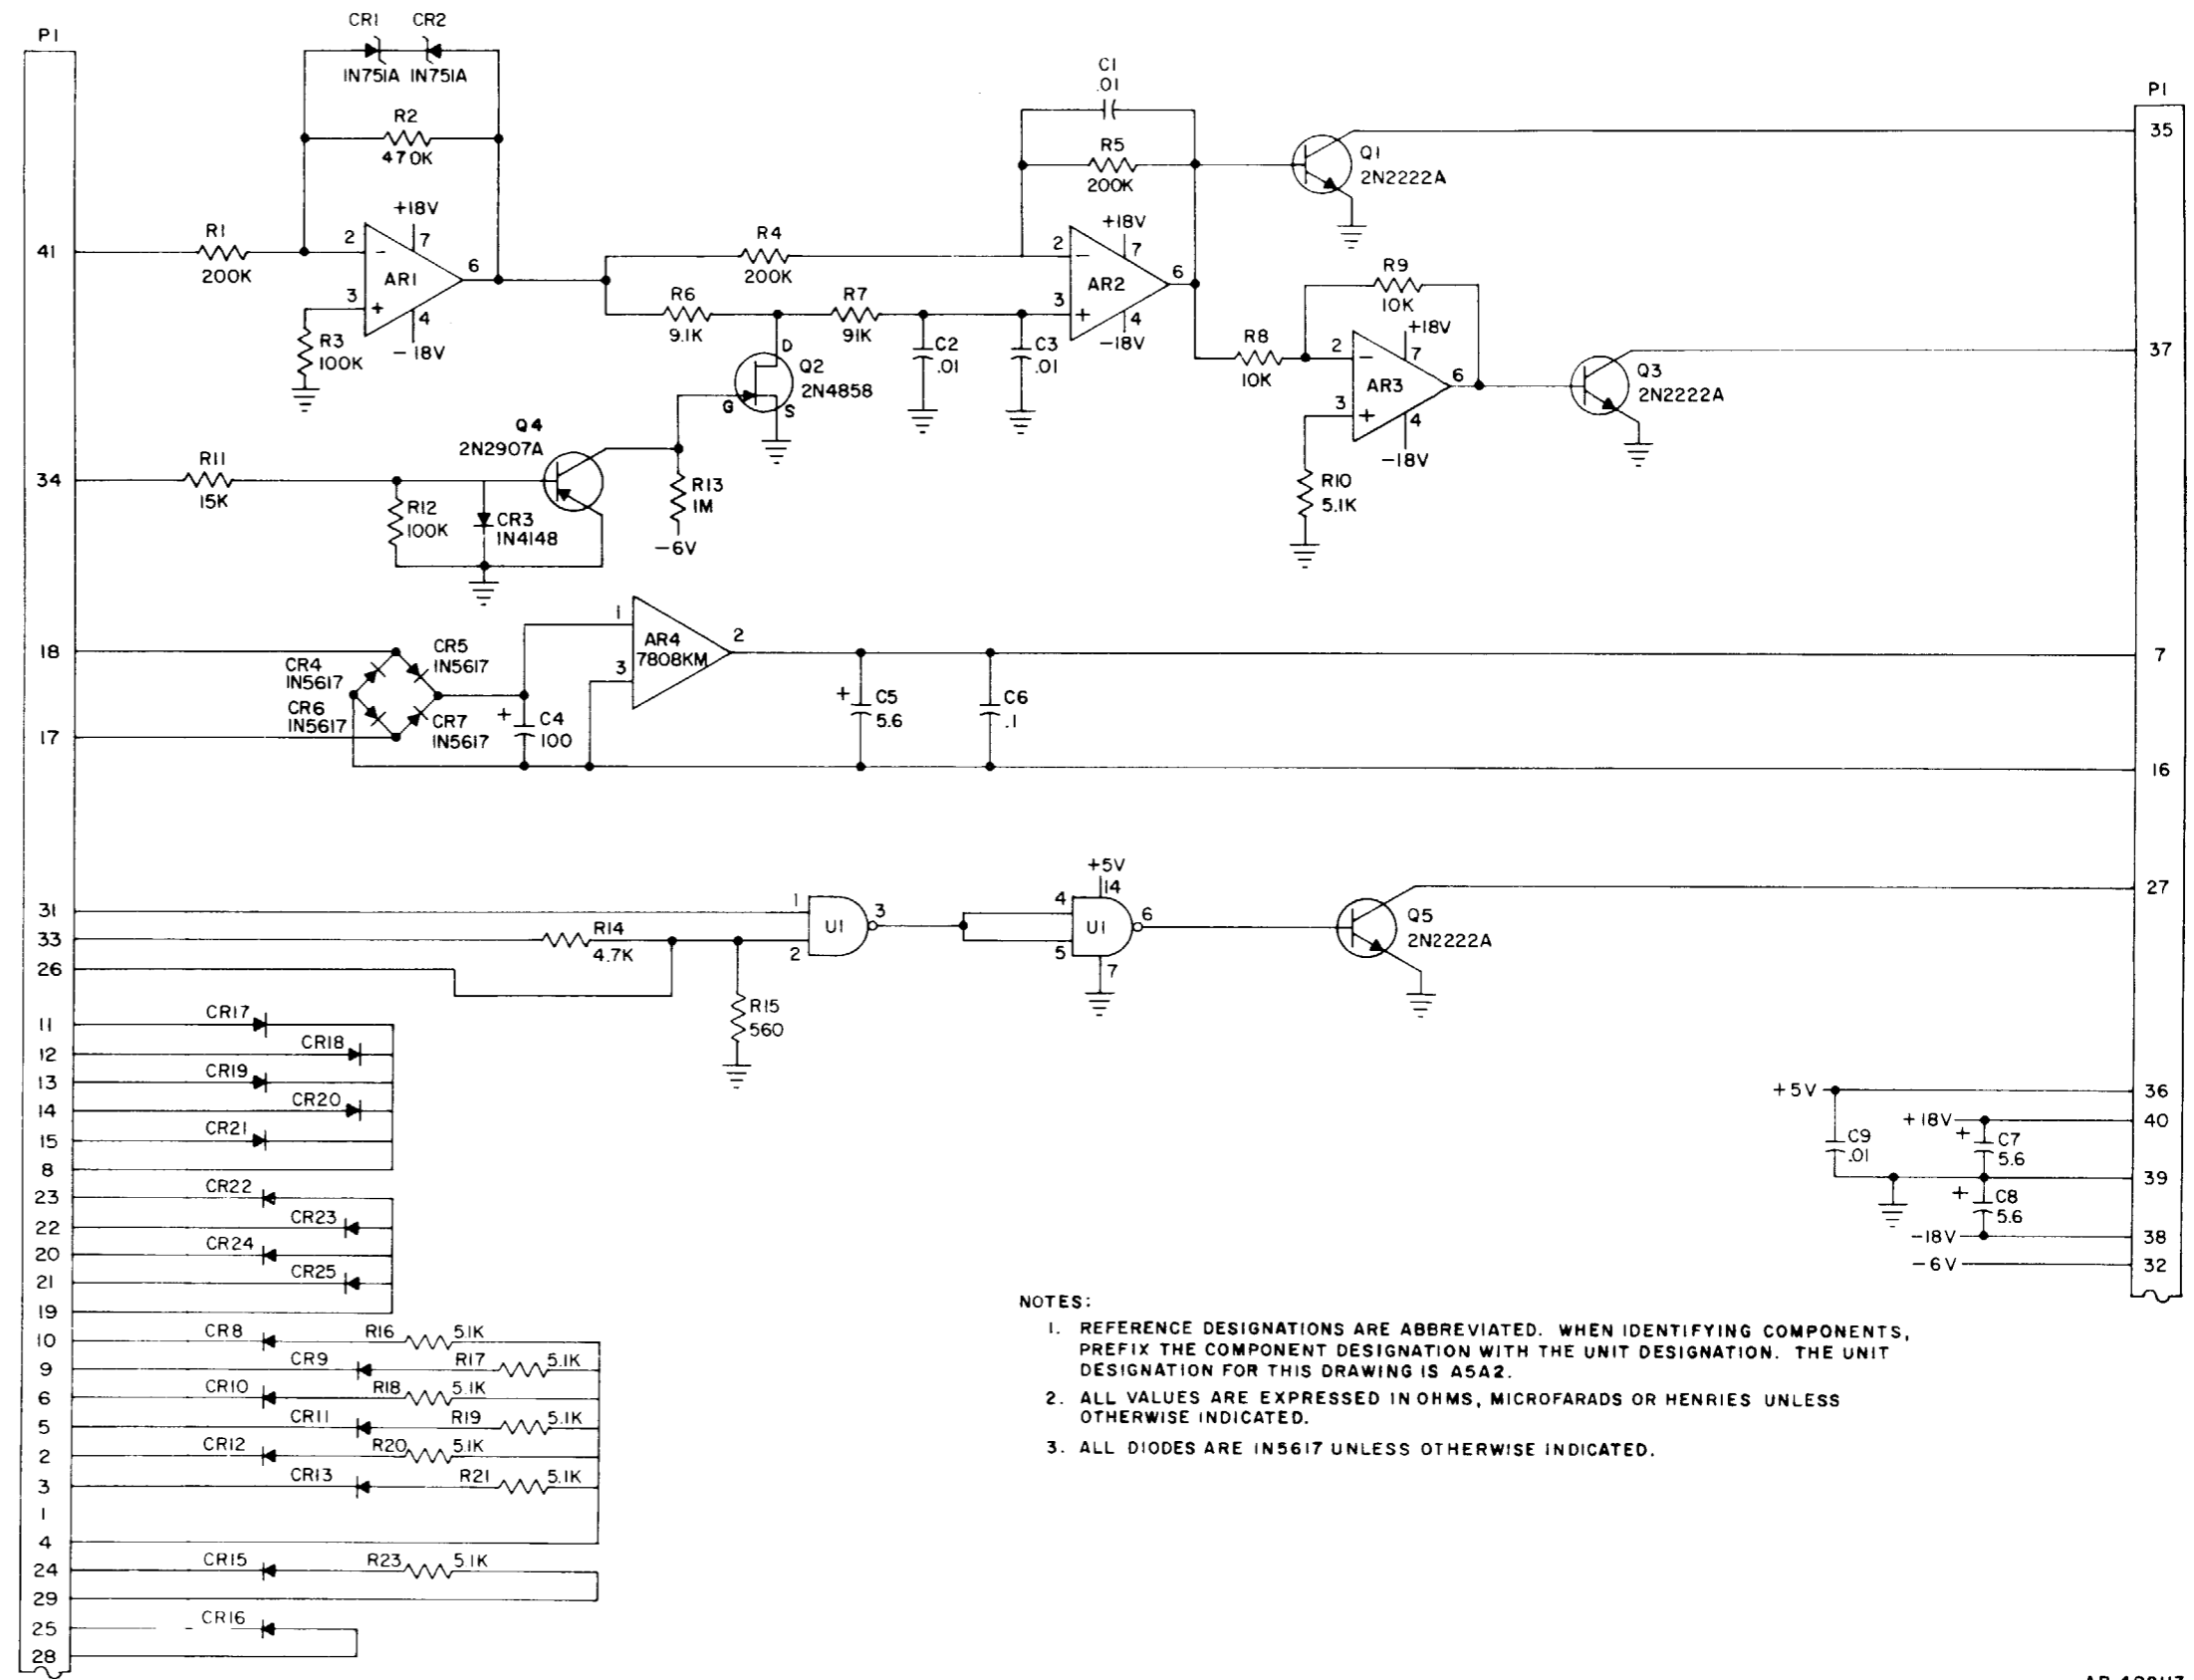 P1
CR1 CR2
1N751A 1N751A
R2
470K
+18V
R1
200K
41
2
-
7
AR1
6
3
+
4
-18V
R3
100K
R4
200K
R6
9.1K
R7
91K
C1
.01
R5
200K
+18V
2
-
7
AR2
6
3
+
4
-18V
C2
.01
C3
.01
D
Q2
2N4858
G
S
Q1
2N2222A
P1
35
R9
10K
R8
10K
+18V
2
-
7
AR3
6
3
+
4
-18V
R10
5.1K
Q3
2N2222A
37
34
R11
15K
R12
100K
CR3
1N4148
Q4
2N2907A
R13
1M
-6V
18
17
CR4
1N5617
CR5
1N5617
CR6
1N5617
CR7
1N5617
+
C4
100
1
AR4
7808KM
3
2
+
C5
5.6
C6
.1
7
16
31
33
26
R14
4.7K
R15
560
1
2
U1
3
+5V
14
4
5
U1
6
7
Q5
2N2222A
27
11 CR17
12 CR18
13 CR19
14 CR20
15 CR21
8
23 CR22
22 CR23
20 CR24
21 CR25
19
10 CR8 R16 5.1K
9 CR9 R17 5.1K
6 CR10 R18 5.1K
5 CR11 R19 5.1K
2 CR12 R20 5.1K
3 CR13 R21 5.1K
1
4
24 CR15 R23 5.1K
29
25 CR16
28
+5V 36
+18V 40
C9
.01
+
C7
5.6
39
+
C8
5.6
-18V 38
-6V 32
NOTES:
1. REFERENCE DESIGNATIONS ARE ABBREVIATED. WHEN IDENTIFYING COMPONENTS,
PREFIX THE COMPONENT DESIGNATION WITH THE UNIT DESIGNATION. THE UNIT
DESIGNATION FOR THIS DRAWING IS A5A2.
2. ALL VALUES ARE EXPRESSED IN OHMS, MICROFARADS OR HENRIES UNLESS
OTHERWISE INDICATED.
3. ALL DIODES ARE 1N5617 UNLESS OTHERWISE INDICATED.